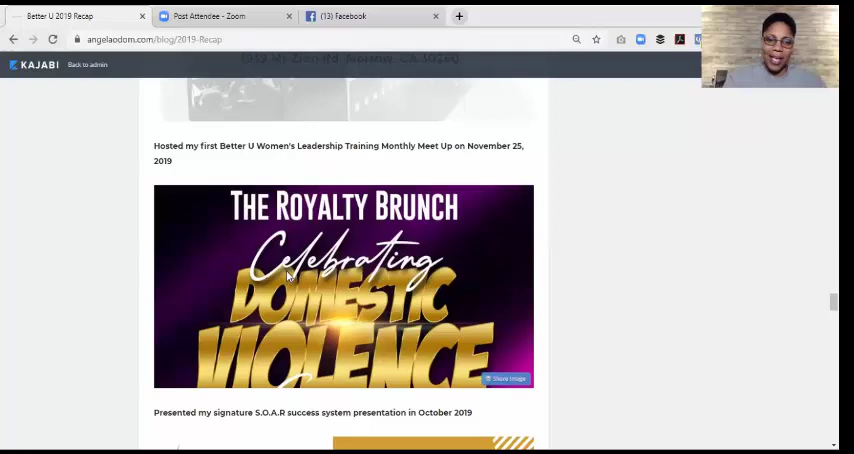 Better U 2019 Recap
Post Attendee - Zoom
(13) Facebook
angelaodom.com/blog/2019-Recap
KAJABI
Back to admin
Hosted my first Better U Women's Leadership Training Monthly Meet Up on November 25,
2019
THE ROYALTY BRUNCH
Celebrating
DOMESTIC
VIOLENCE
Share Image
Presented my signature S.O.A.R success system presentation in October 2019